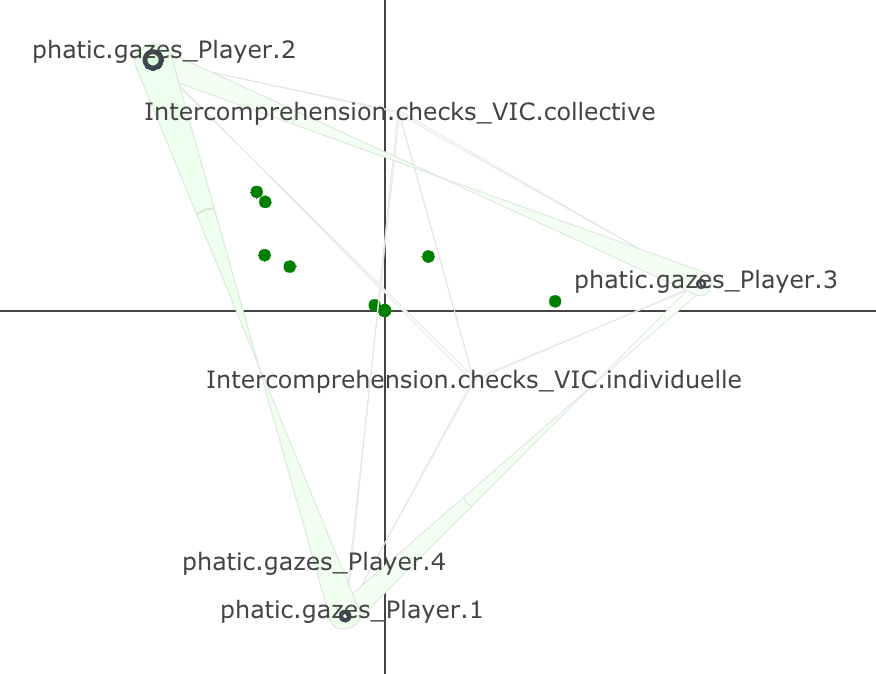 phatic.gazes_Player.2
Intercomprehension.checks_VIC.collective
phatic.gazes_Player.3
Intercomprehension.checks_VIC.individuelle
phatic.gazes_Player.4
phatic.gazes_Player.1